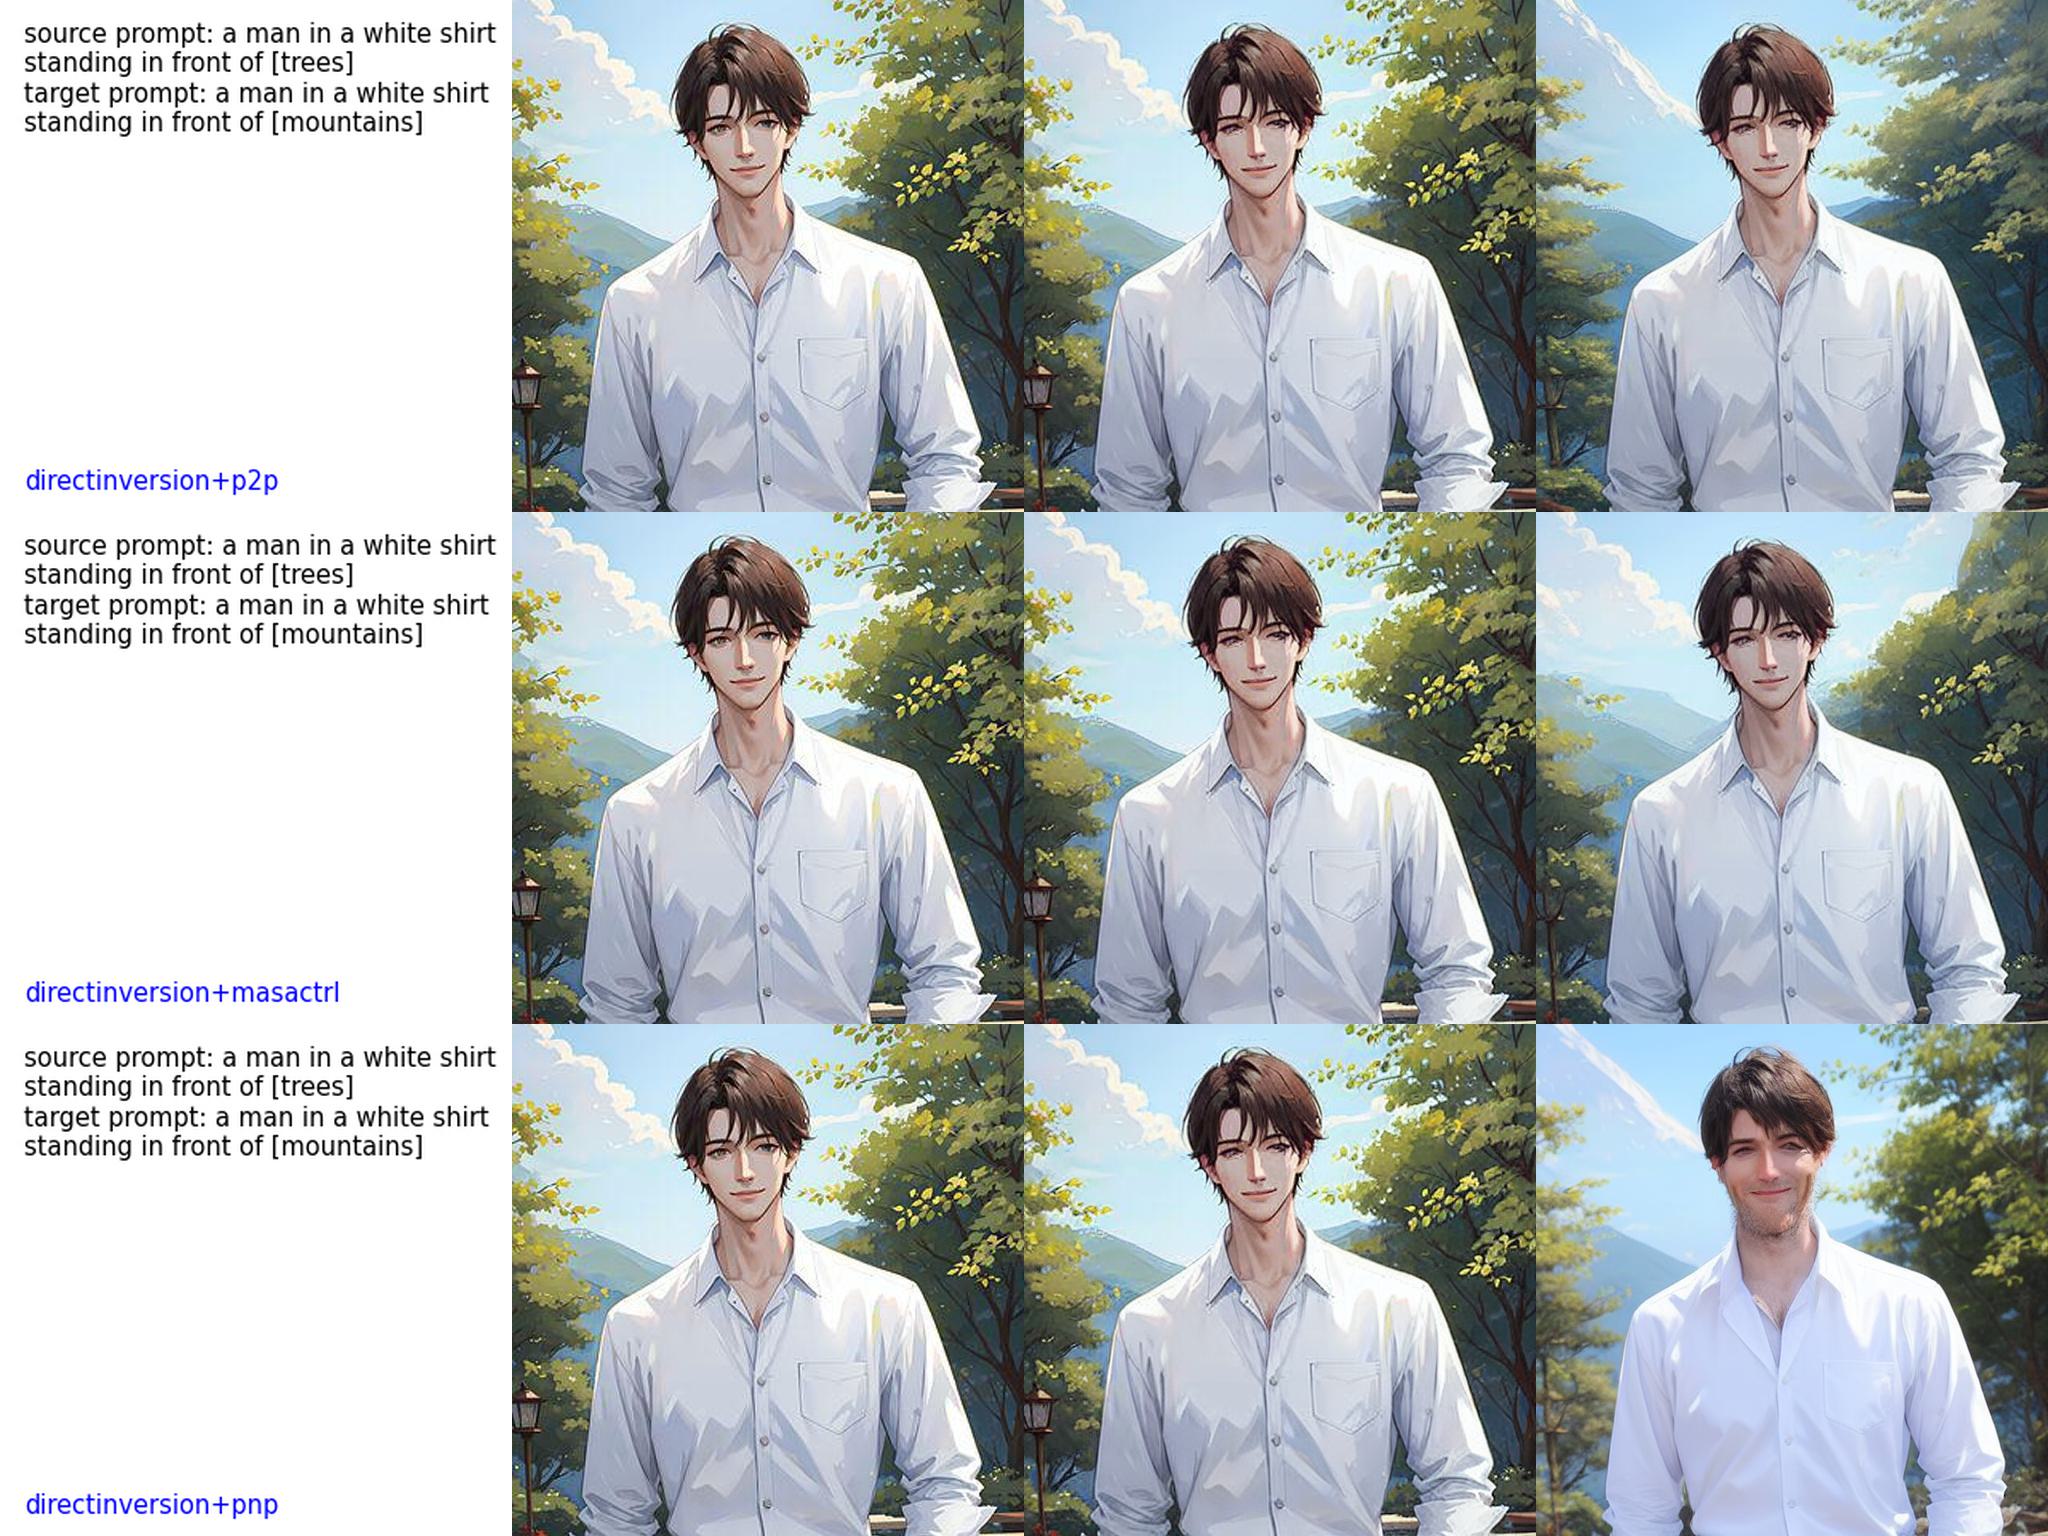 source prompt: a man in a white shirt
standing in front of [trees]
target prompt: a man in a white shirt
standing in front of [mountains]
directinversion+p2p
source prompt: a man in a white shirt
standing in front of [trees]
target prompt: a man in a white shirt
standing in front of [mountains]
directinversion+masactrl
source prompt: a man in a white shirt
standing in front of [trees]
target prompt: a man in a white shirt
standing in front of [mountains]
directinversion+pnp